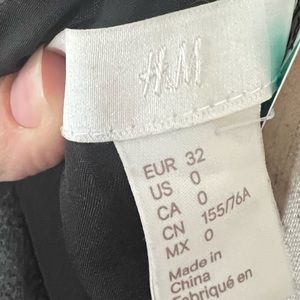 H&M
EUR 32
US 0
CA 0
CN 155/76A
MX 0
Made in
China
Fabriqué en